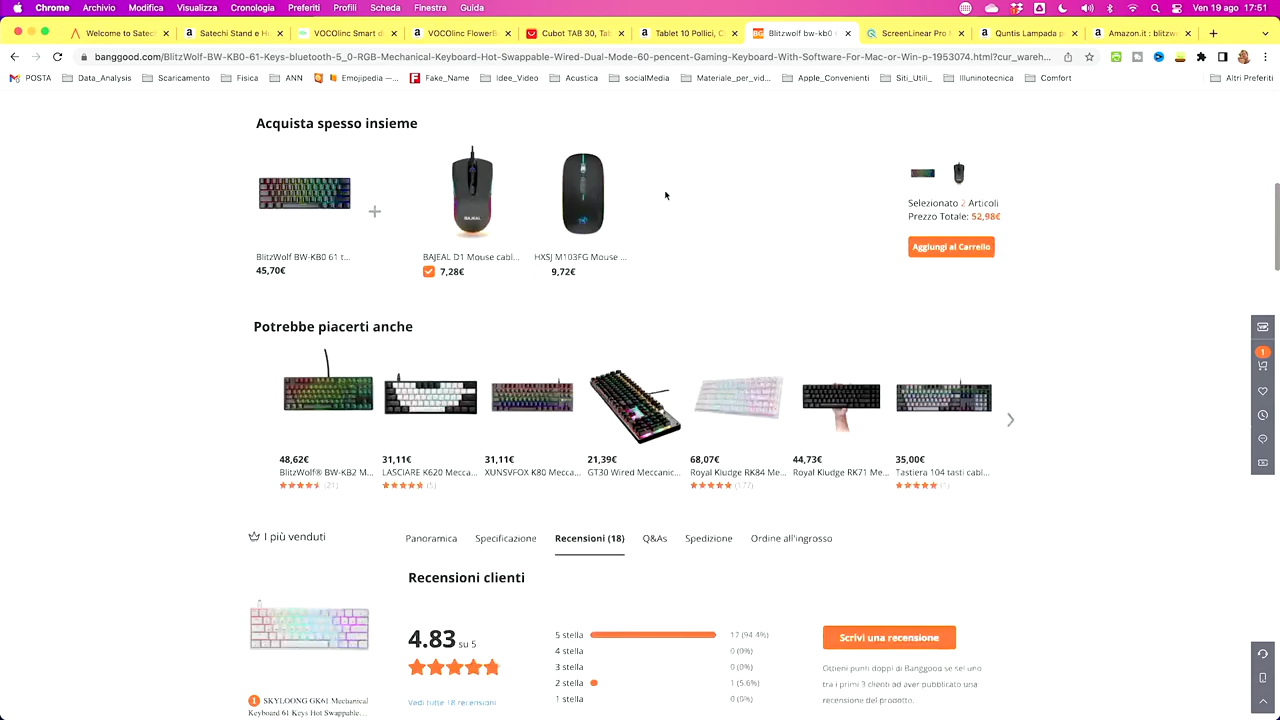 Chrome Archivio Modifica Visualizza Cronologia Preferiti Profili Scheda Finestra Aiuto Ven 19 ago 17:51
Welcome to Satec Satechi Stand e H VOCOlinc Smart d VOCOlinc FlowerB Cubot TAB 30, Ta Tablet 10 Pollici, C Blitzwolf bw-kb0 ScreenLinear Pro Quntis Lampada p Amazon.it : blitzw
banggood.com/BlitzWolf-BW-KB0-61-Keys-bluetooth-5_0-RGB-Mechanical-Keyboard-Hot-Swappable-Wired-Dual-Mode-60-pencent-Gaming-Keyboard-With-Software-For-Mac-or-Win-p-1953074.html?cur_wareh...
POSTA Data_Analysis Scaricamento Fisica ANN Emojipedia —... Fake_Name Idee_Video Acustica socialMedia Materiale_per_vid... Apple_Convenienti Siti_Utili_ Illuninotecnica Comfort Altri Preferiti
Acquista spesso insieme
BAJEAL
Selezionato 2 Articoli
Prezzo Totale: 52,98€
Aggiungi al Carrello
BlitzWolf BW-KB0 61 t... BAJEAL D1 Mouse cabl... HXSJ M103FG Mouse ...
45,70€ 7,28€ 9,72€
Potrebbe piacerti anche
1
48,62€ 31,11€ 31,11€ 21,39€ 68,07€ 44,73€ 35,00€
BlitzWolf® BW-KB2 M... LASCIARE K620 Mecca... XUNSVFOX K80 Mecca... GT30 Wired Mechanic... Royal Kludge RK84 Me... Royal Kludge RK71 Me... Tastiera 104 tasti cabl...
(21) (5) (177) (1)
I più venduti
Panoramica Specificazione Recensioni (18) Q&As Spedizione Ordine all'ingrosso
Recensioni clienti
4.83 su 5
5 stella 17 (94.4%)
4 stella 0 (0%)
3 stella 0 (0%)
2 stella 1 (5.6%)
1 stella 0 (0%)
Vedi tutte 18 recensioni
Scrivi una recensione
Ottieni punti doppi di Banggood se sei uno
tra i primi 3 clienti ad aver pubblicato una
recensione del prodotto.
1 SKYLOONG GK61 Mechanical
Keyboard 61 Keys Hot Swappable...